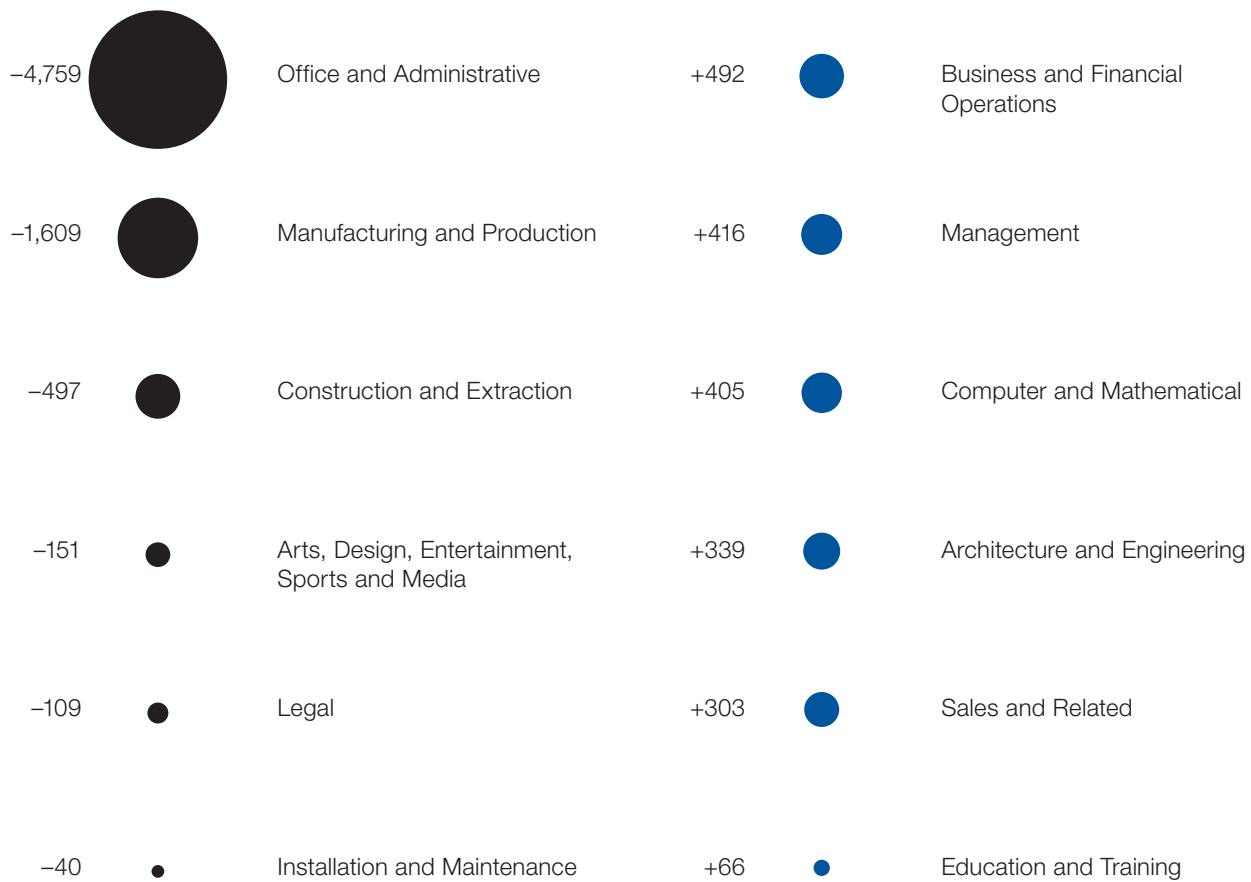 –4,759 Office and Administrative
+492 Business and Financial
Operations
–1,609 Manufacturing and Production
+416 Management
–497 Construction and Extraction
+405 Computer and Mathematical
–151 Arts, Design, Entertainment,
Sports and Media
+339 Architecture and Engineering
–109 Legal
+303 Sales and Related
–40 Installation and Maintenance
+66 Education and Training